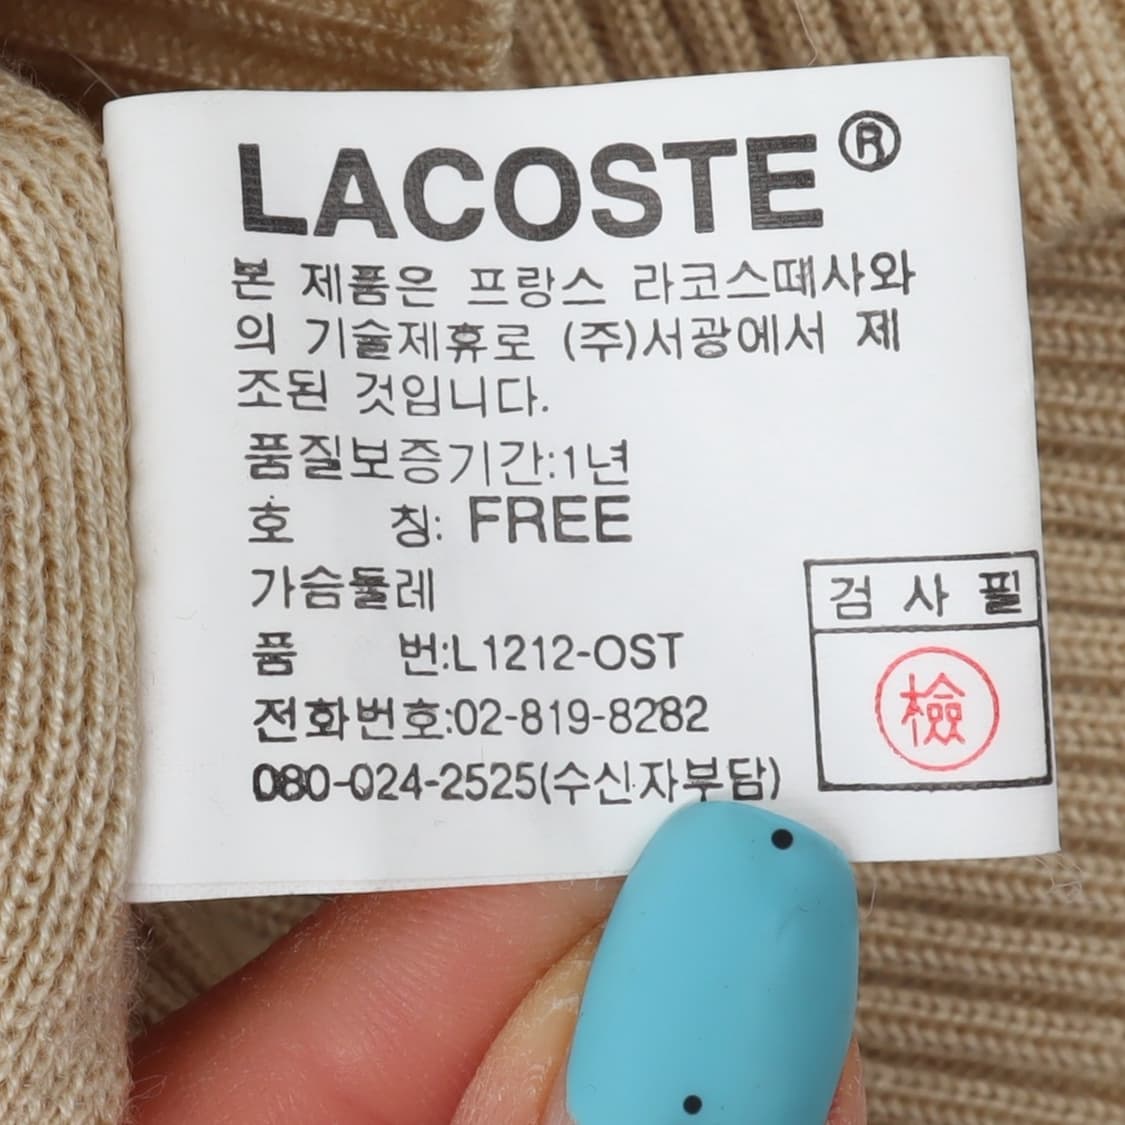 LACOSTE®
본 제품은 프랑스 라코스떼사와
의 기술제휴로 (주)서광에서 제
조된 것입니다.
품질보증기간:1년
호 칭: FREE
가슴둘레
품 번:L1212-OST
전화번호:02-819-8282
080-024-2525(수신자부담)
검 사 필
檢